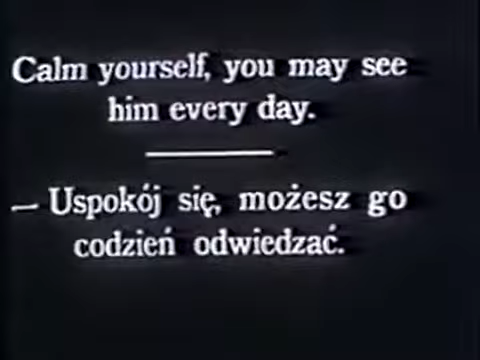 Calm yourself, you may see
him every day.
— Uspokój się, możesz go
codzień odwiedzać.